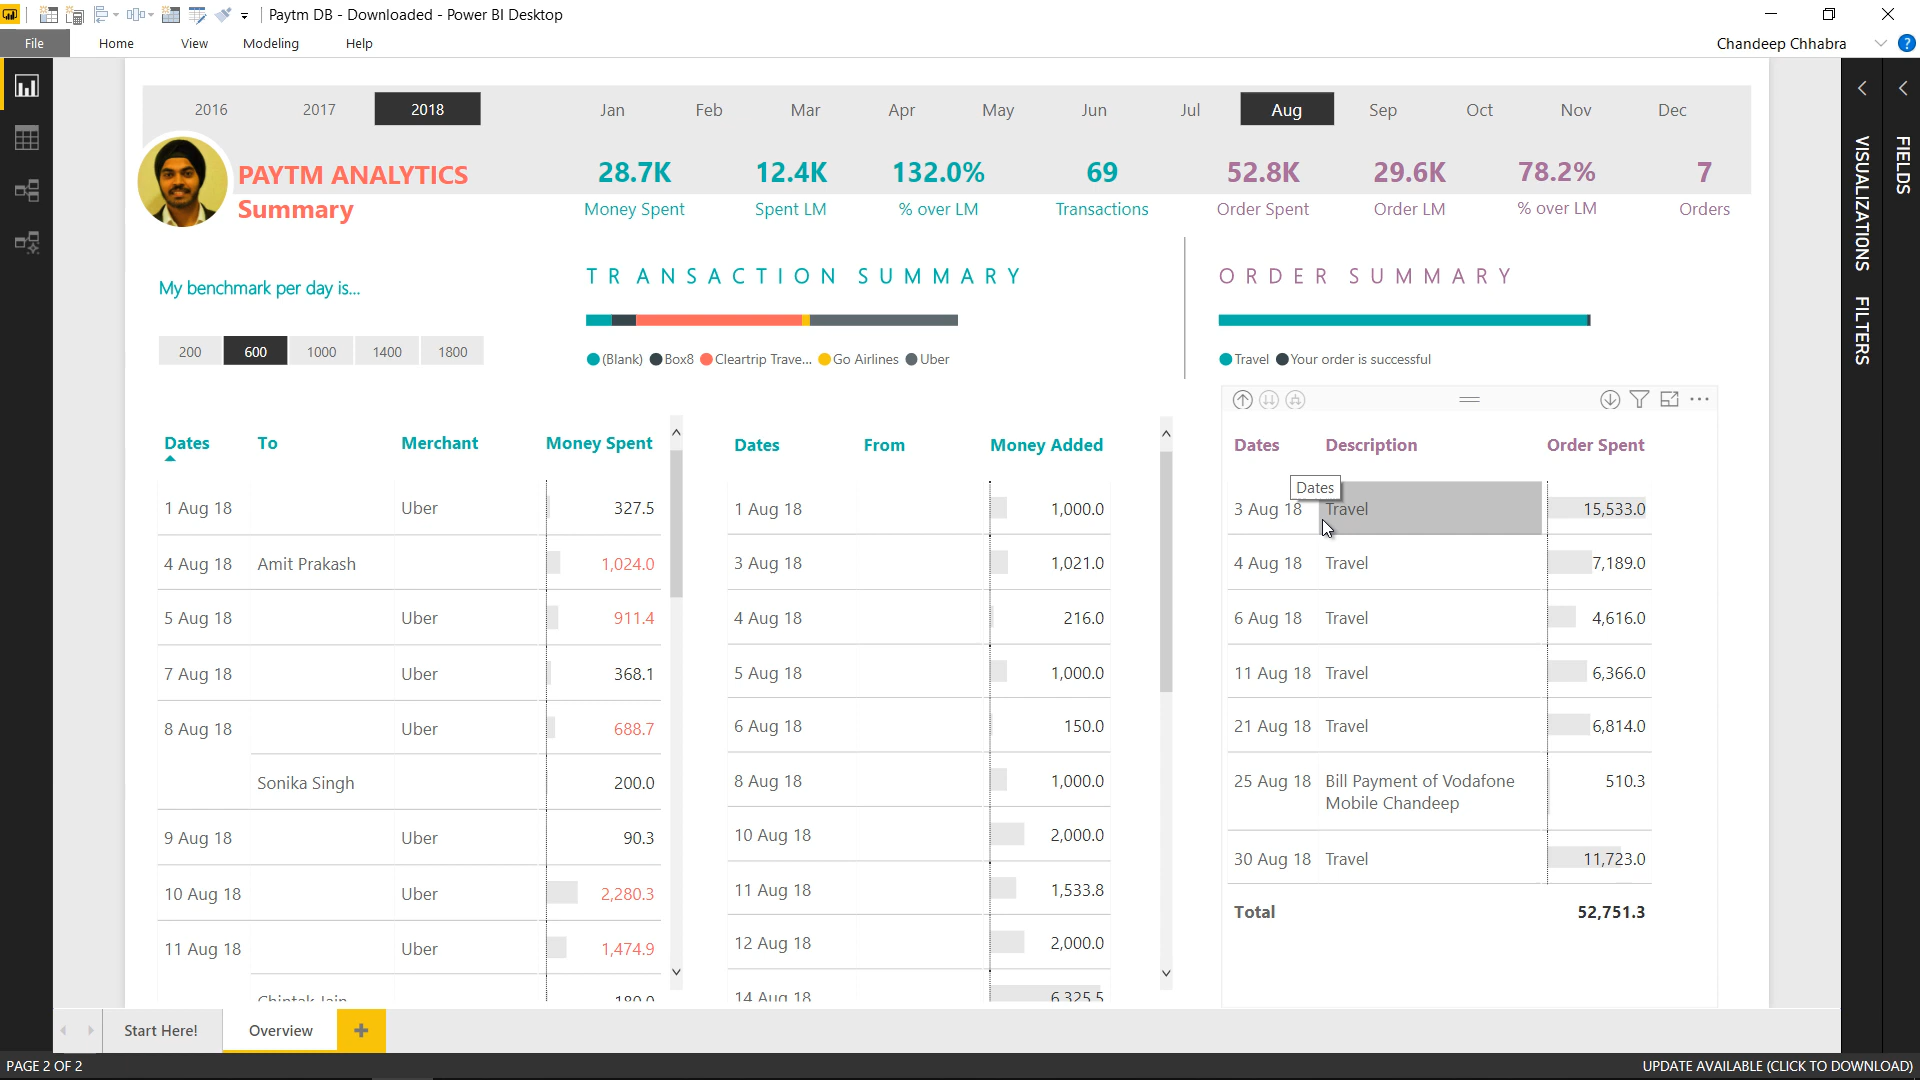 Paytm DB - Downloaded - Power BI Desktop
File Home View Modeling Help
Chandeep Chhabra
2016 2017 2018 Jan Feb Mar Apr May Jun Jul Aug Sep Oct Nov Dec
PAYTM ANALYTICS
Summary
28.7K 12.4K 132.0% 69 52.8K 29.6K 78.2% 7
Money Spent Spent LM % over LM Transactions Order Spent Order LM % over LM Orders
VISUALIZATIONS
FILTERS
FIELDS
My benchmark per day is...
200 600 1000 1400 1800
TRANSACTION SUMMARY
(Blank) Box8 Cleartrip Trave... Go Airlines Uber
ORDER SUMMARY
Travel Your order is successful
Dates To Merchant Money Spent
1 Aug 18 Uber 327.5
4 Aug 18 Amit Prakash 1,024.0
5 Aug 18 Uber 911.4
7 Aug 18 Uber 368.1
8 Aug 18 Uber 688.7
Sonika Singh 200.0
9 Aug 18 Uber 90.3
10 Aug 18 Uber 2,280.3
11 Aug 18 Uber 1,474.9
Chintak Jain 180.0
Dates From Money Added
1 Aug 18 1,000.0
3 Aug 18 1,021.0
4 Aug 18 216.0
5 Aug 18 1,000.0
6 Aug 18 150.0
8 Aug 18 1,000.0
10 Aug 18 2,000.0
11 Aug 18 1,533.8
12 Aug 18 2,000.0
14 Aug 18 6,325.5
Dates Description Order Spent
Dates
3 Aug 18 Travel 15,533.0
4 Aug 18 Travel 7,189.0
6 Aug 18 Travel 4,616.0
11 Aug 18 Travel 6,366.0
21 Aug 18 Travel 6,814.0
25 Aug 18 Bill Payment of Vodafone 510.3
Mobile Chandeep
30 Aug 18 Travel 11,723.0
Total 52,751.3
Start Here! Overview
PAGE 2 OF 2
UPDATE AVAILABLE (CLICK TO DOWNLOAD)